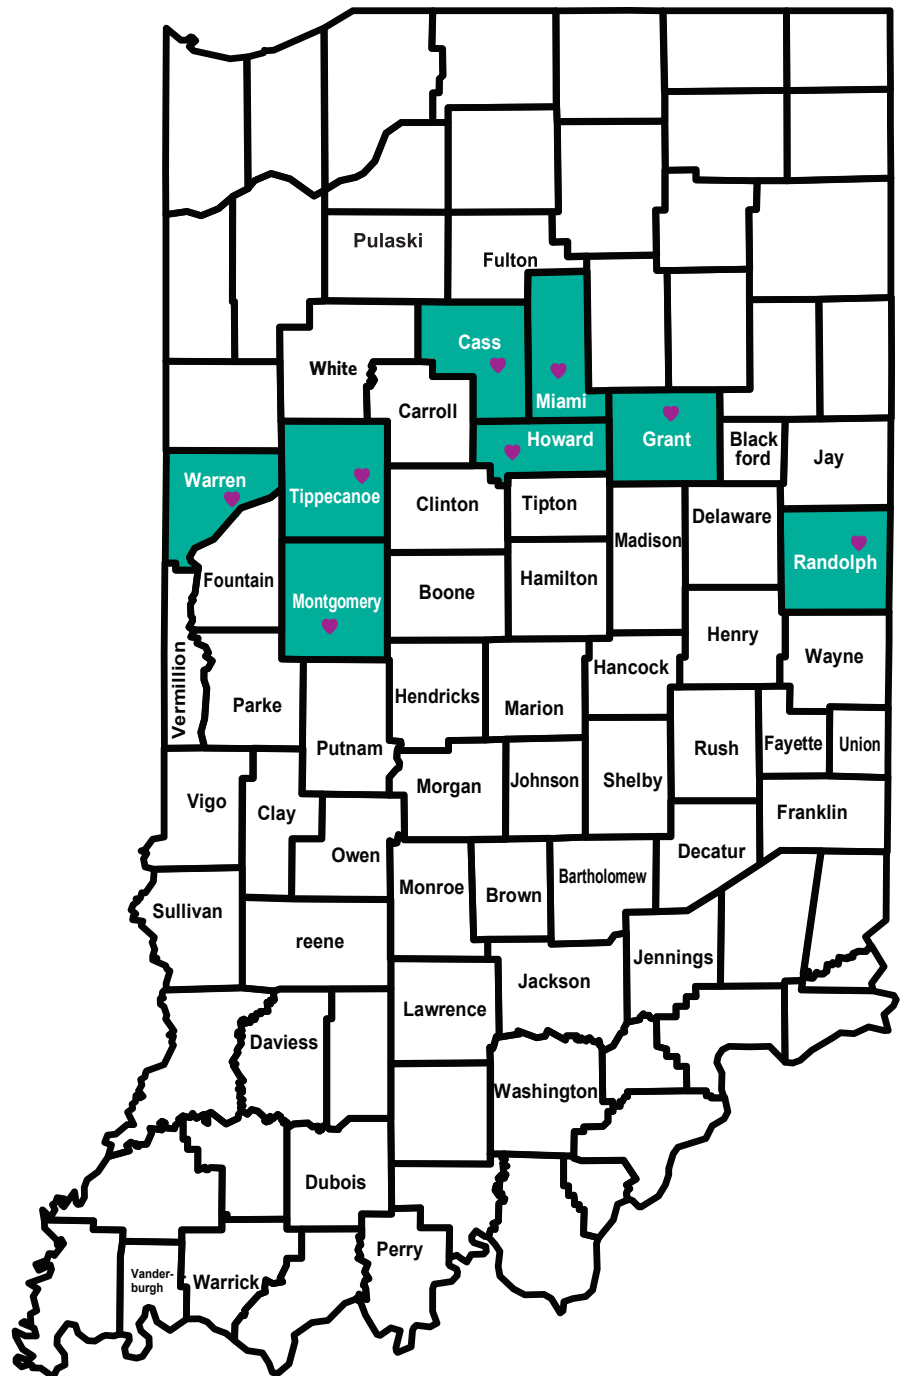 Pulaski
Fulton
Cass
White
Miami
Carroll
Howard
Grant
Black
ford
Jay
Warren
Tippecanoe
Clinton
Tipton
Delaware
Madison
Randolph
Fountain
Montgomery
Boone
Hamilton
Henry
Wayne
Vermillion
Parke
Hendricks
Hancock
Marion
Putnam
Rush
Fayette
Union
Morgan
Johnson
Shelby
Vigo
Clay
Franklin
Owen
Decatur
Monroe
Brown
Bartholomew
Sullivan
reene
Jennings
Jackson
Lawrence
Daviess
Washington
Dubois
Perry
Vander-
burgh
Warrick